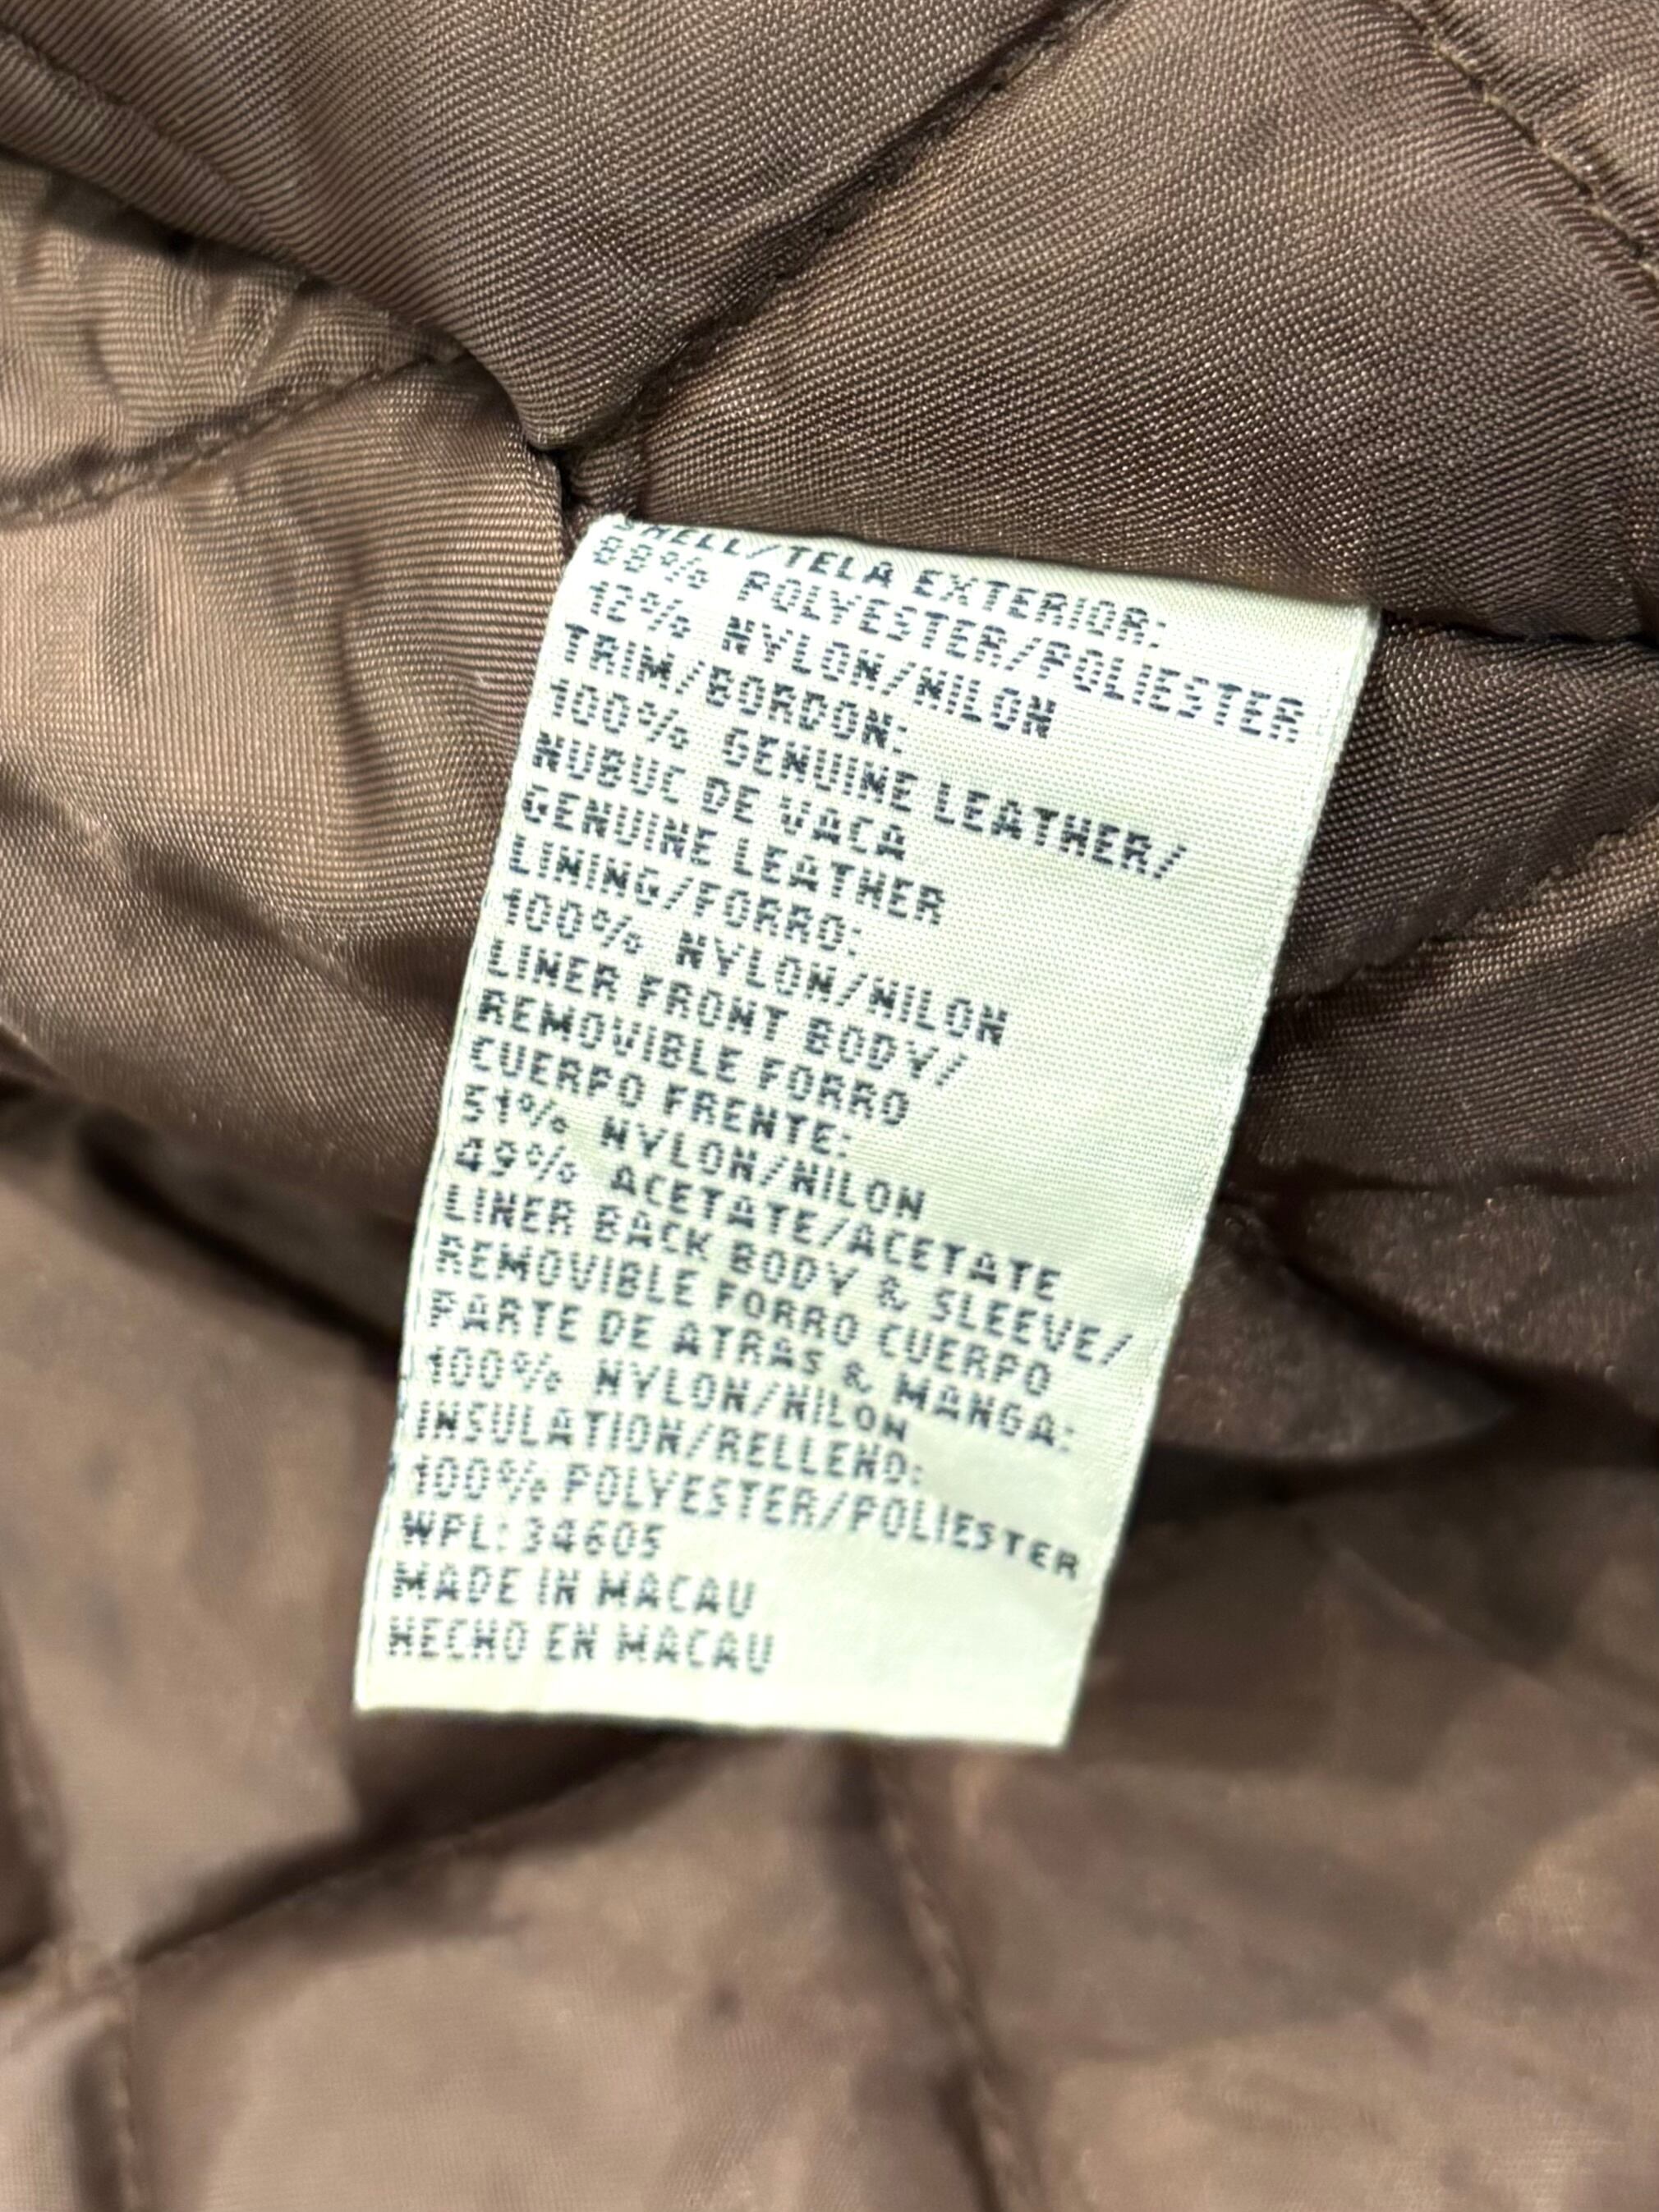 SHELL/TELA EXTERIOR:
88% POLYESTER/POLIESTER
12% NYLON/NILON
TRIM/BORDON:
100% GENUINE LEATHER/
NUBUC DE VACA
GENUINE LEATHER
LINING/FORRO:
100% NYLON/NILON
LINER FRONT BODY/
REMOVIBLE FORRO
CUERPO FRENTE:
51% NYLON/NILON
49% ACETATE/ACETATE
LINER BACK BODY & SLEEVE/
REMOVIBLE FORRO CUERPO
PARTE DE ATRAS & MANGA:
100% NYLON/NILON
INSULATION/RELLENO:
100% POLYESTER/POLIESTER
WPL: 34605
MADE IN MACAU
HECHO EN MACAU